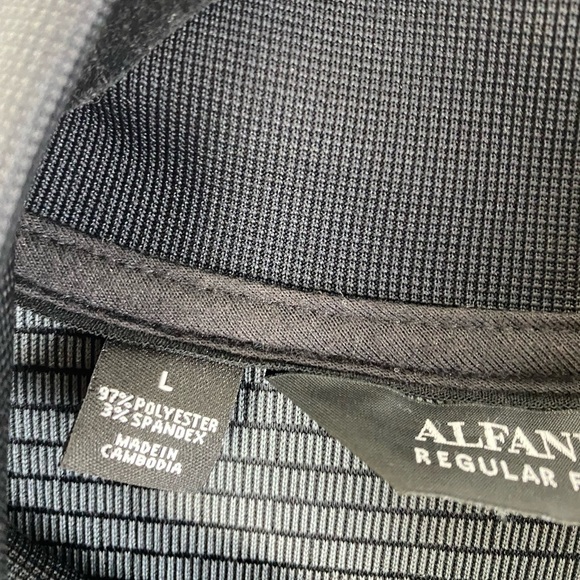 L
97% POLYESTER
3% SPANDEX
MADE IN
CAMBODIA
ALFAN
REGULAR F